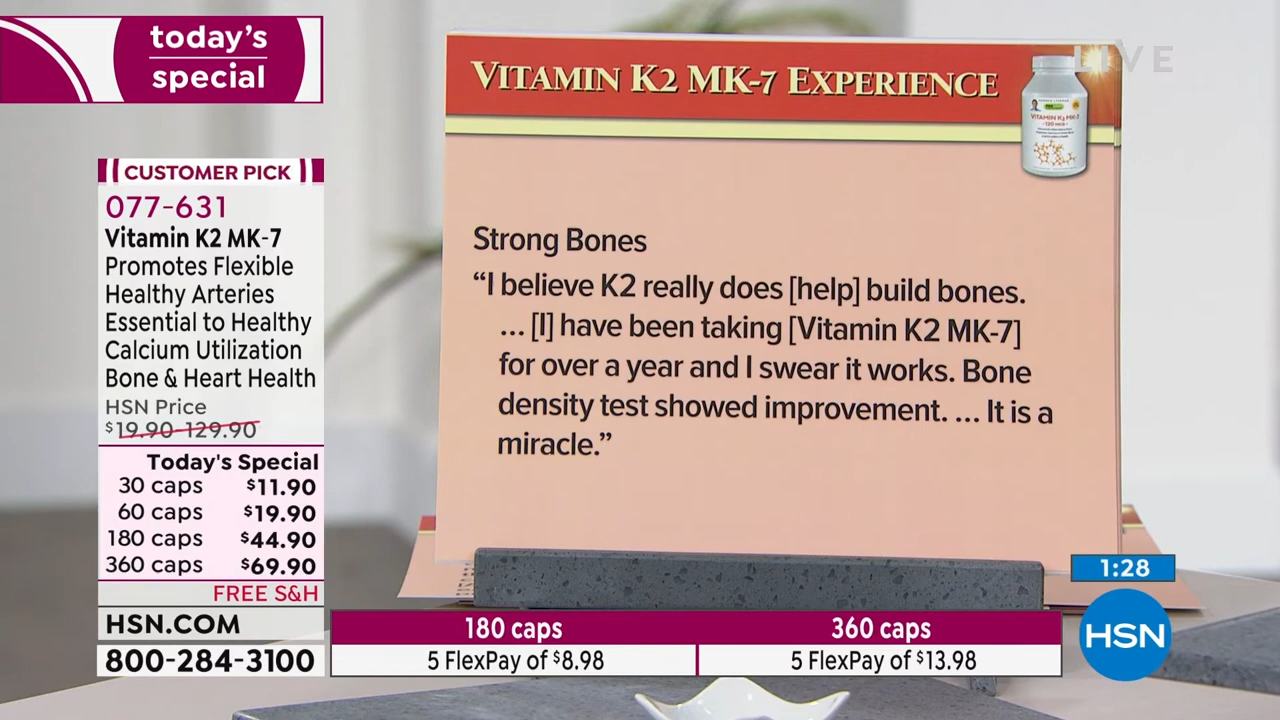 today's
special
CUSTOMER PICK
077-631
Vitamin K2 MK-7
Promotes Flexible
Healthy Arteries
Essential to Healthy
Calcium Utilization
Bone & Heart Health
HSN Price
$19.90-129.90
Today's Special
30 caps $11.90
60 caps $19.90
180 caps $44.90
360 caps $69.90
FREE S&H
HSN.COM
800-284-3100
LIVE
VITAMIN K2 MK-7 EXPERIENCE
VITAMIN K2 MK-7
Strong Bones
“I believe K2 really does [help] build bones.
... [I] have been taking [Vitamin K2 MK-7]
for over a year and I swear it works. Bone
density test showed improvement. ... It is a
miracle.”
1:28
HSN
180 caps 360 caps
5 FlexPay of $8.98 5 FlexPay of $13.98